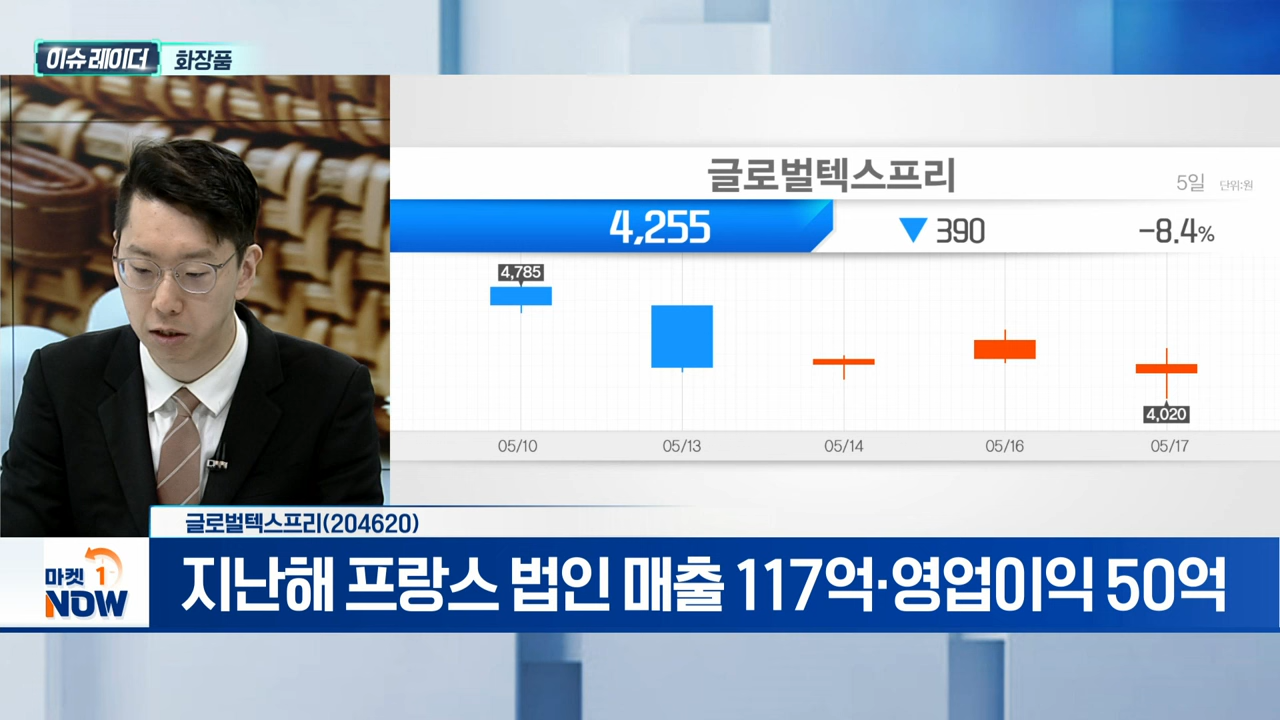 이슈레이더 화장품
글로벌텍스프리
5일 단위:원
4,255 ▼ 390 -8.4%
4,785
4,020
05/10 05/13 05/14 05/16 05/17
글로벌텍스프리(204620)
마켓 1
NOW
지난해 프랑스 법인 매출 117억·영업이익 50억